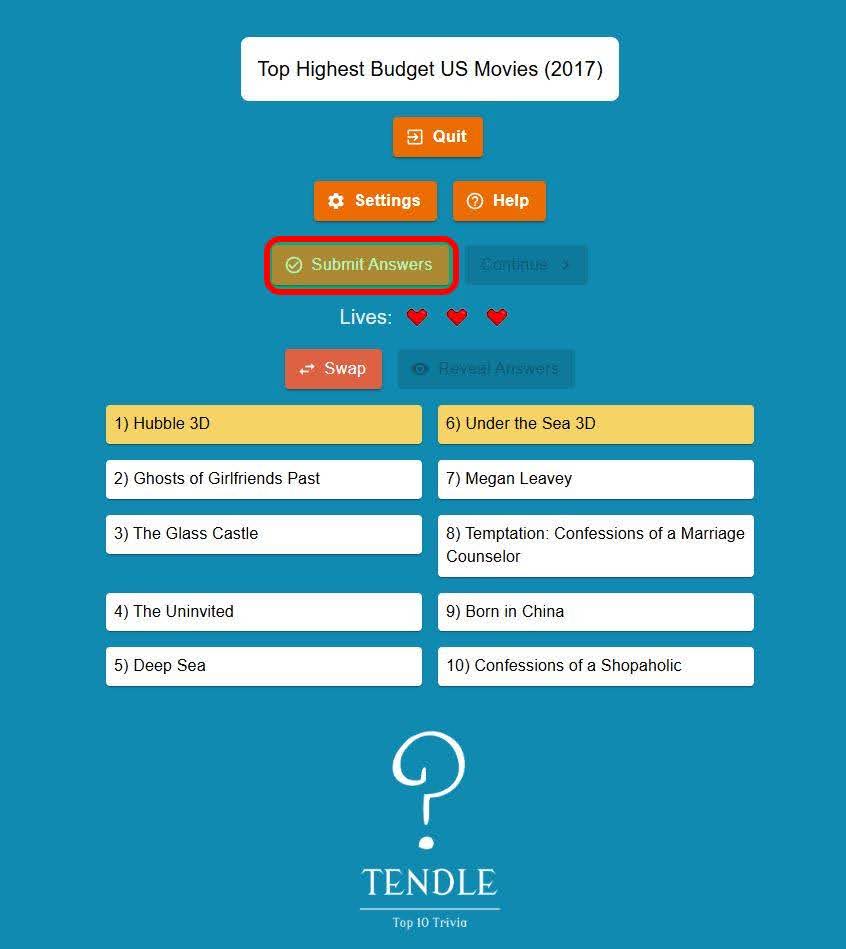 Top Highest Budget US Movies (2017)
Quit
Settings
Help
Submit Answers
Continue
Lives:
Swap
Reveal Answers
1) Hubble 3D
6) Under the Sea 3D
2) Ghosts of Girlfriends Past
7) Megan Leavey
3) The Glass Castle
8) Temptation: Confessions of a Marriage
Counselor
4) The Uninvited
9) Born in China
5) Deep Sea
10) Confessions of a Shopaholic
?
TENDLE
Top 10 Trivia